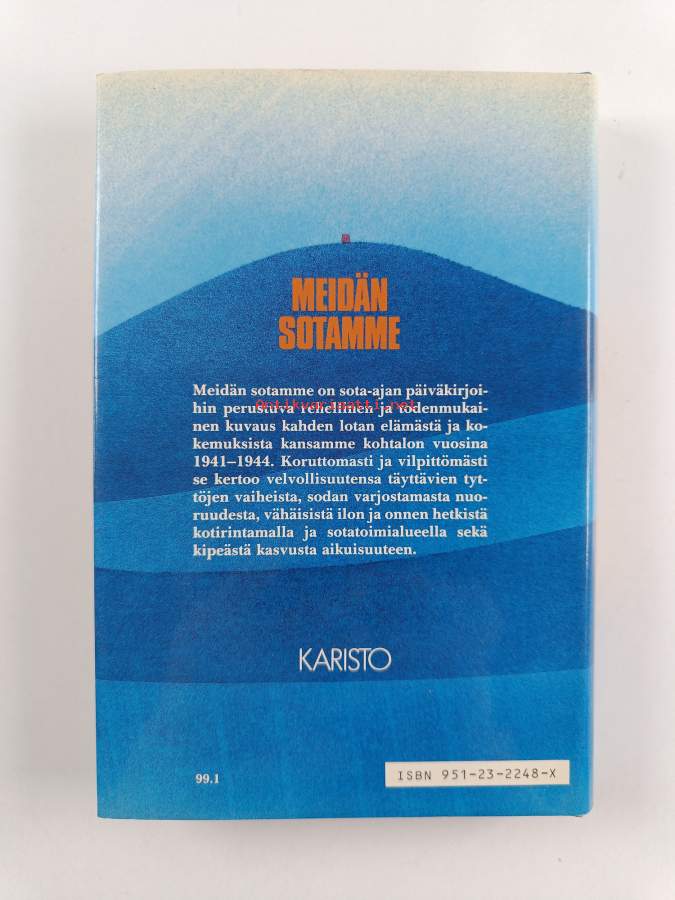 MEIDÄN
SOTAMME
Meidän sotamme on sota-ajan päiväkirjoi-
Antikvariaatti.net
hin perustuva rehellinen ja todenmukai-
nen kuvaus kahden lotan elämästä ja ko-
kemuksista kansamme kohtalon vuosina
1941–1944. Koruttomasti ja vilpittömästi
se kertoo velvollisuutensa täyttävien tyt-
töjen vaiheista, sodan varjostamasta nuo-
ruudesta, vähäisistä ilon ja onnen hetkistä
kotirintamalla ja sotatoimialueella sekä
kipeästä kasvusta aikuisuuteen.
KARISTO
99.1
ISBN 951-23-2248-X